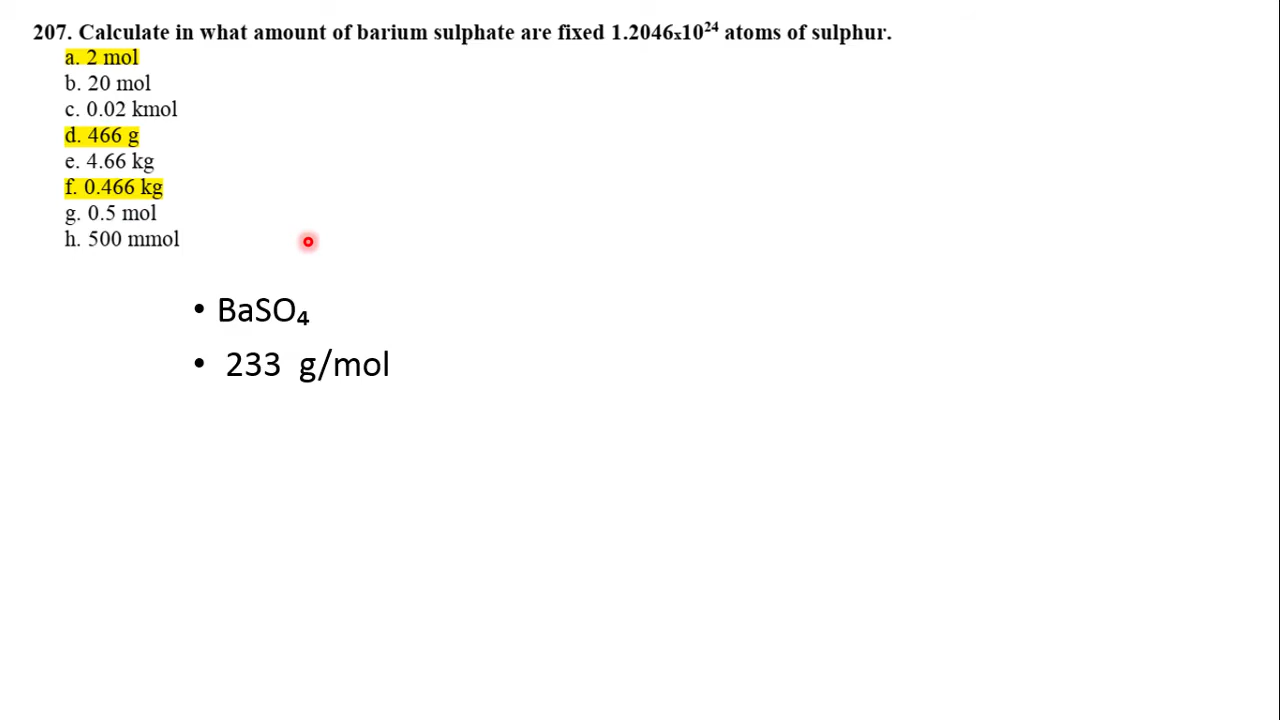 207. Calculate in what amount of barium sulphate are fixed 1.2046x10²⁴ atoms of sulphur.
a. 2 mol
b. 20 mol
c. 0.02 kmol
d. 466 g
e. 4.66 kg
f. 0.466 kg
g. 0.5 mol
h. 500 mmol
• BaSO₄
• 233 g/mol